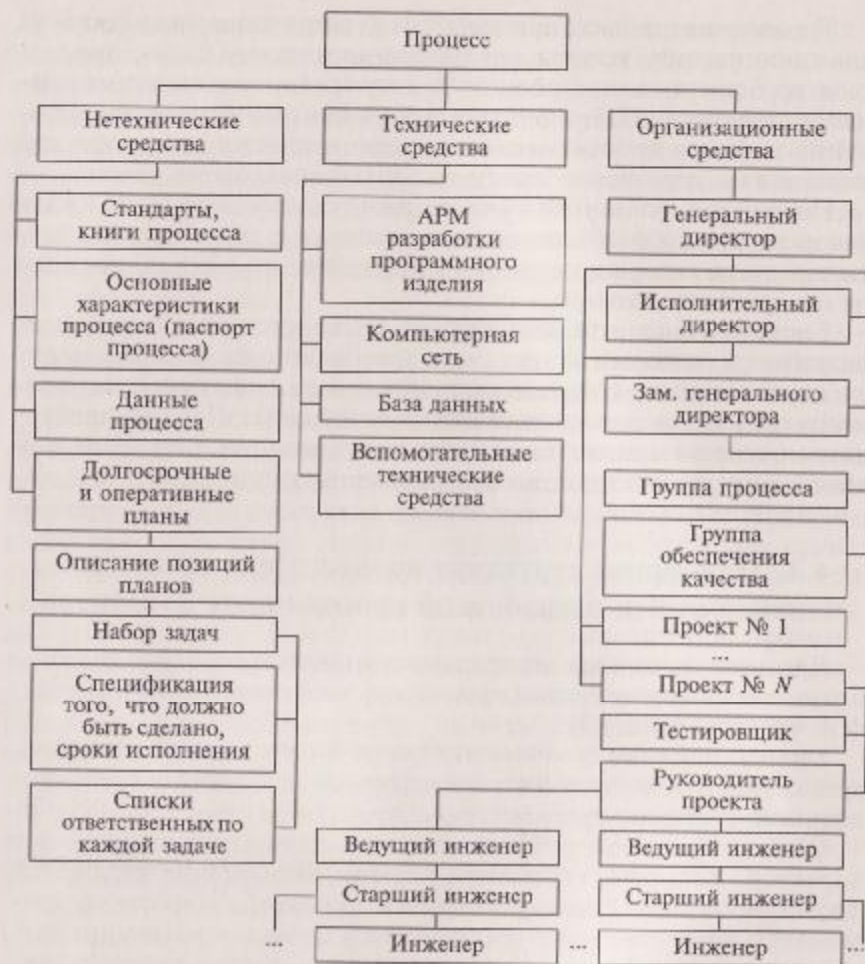 Процесс
Нетехнические
средства
Технические
средства
Организационные
средства
Стандарты,
книги процесса
Основные
характеристики
процесса (паспорт
процесса)
Данные
процесса
Долгосрочные
и оперативные
планы
Описание позиций
планов
Набор задач
Спецификация
того, что должно
быть сделано,
сроки исполнения
Списки
ответственных по
каждой задаче
АРМ
разработки
программного
изделия
Компьютерная
сеть
База данных
Вспомогательные
технические
средства
Генеральный
директор
Исполнительный
директор
Зам. генерального
директора
Группа процесса
Группа
обеспечения
качества
Проект № 1
...
Проект № N
Тестировщик
Руководитель
проекта
Ведущий инженер
Ведущий инженер
Старший инженер
Старший инженер
... Инженер ... Инженер ...